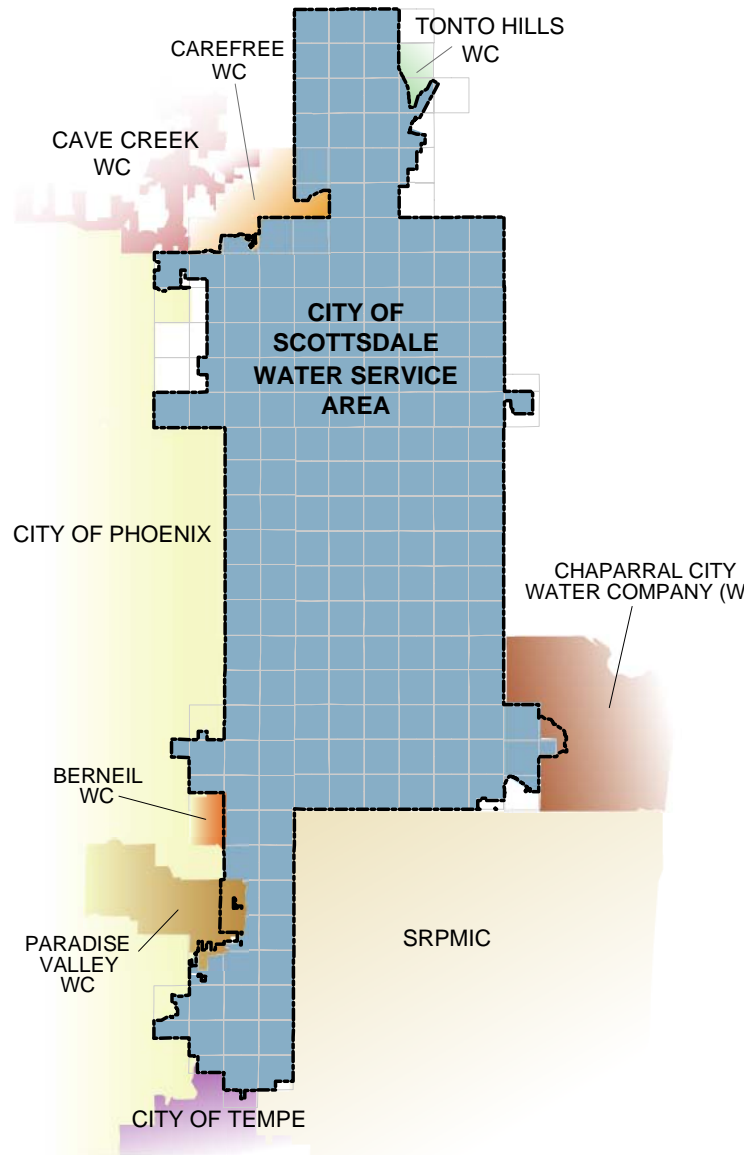 TONTO HILLS
WC
CAREFREE
WC
CAVE CREEK
WC
CITY OF
SCOTTSDALE
WATER SERVICE
AREA
CITY OF PHOENIX
CHAPARRAL CITY
WATER COMPANY (W
BERNEIL
WC
PARADISE
VALLEY
WC
SRPMIC
CITY OF TEMPE